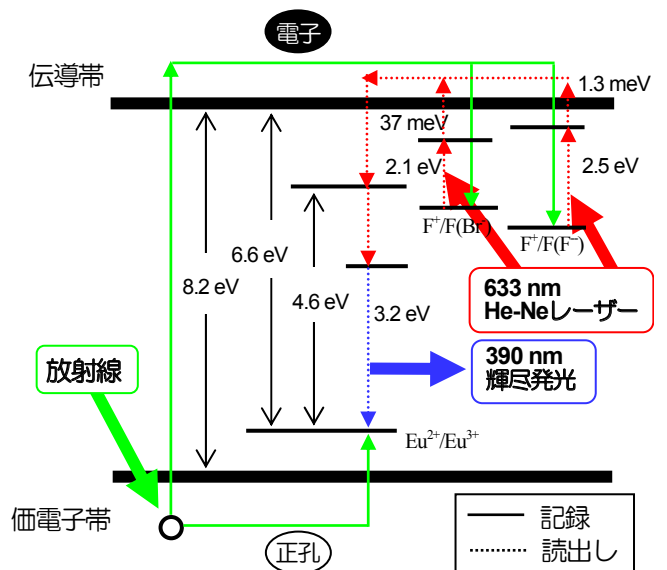 電子
伝導帯
1.3 meV
37 meV
2.1 eV
2.5 eV
F⁺/F(Br⁻)
F⁺/F(F⁻)
6.6 eV
8.2 eV
4.6 eV
3.2 eV
633 nm
He-Neレーザー
放射線
390 nm
輝尽発光
Eu²⁺/Eu³⁺
価電子帯
正孔
記録
読出し